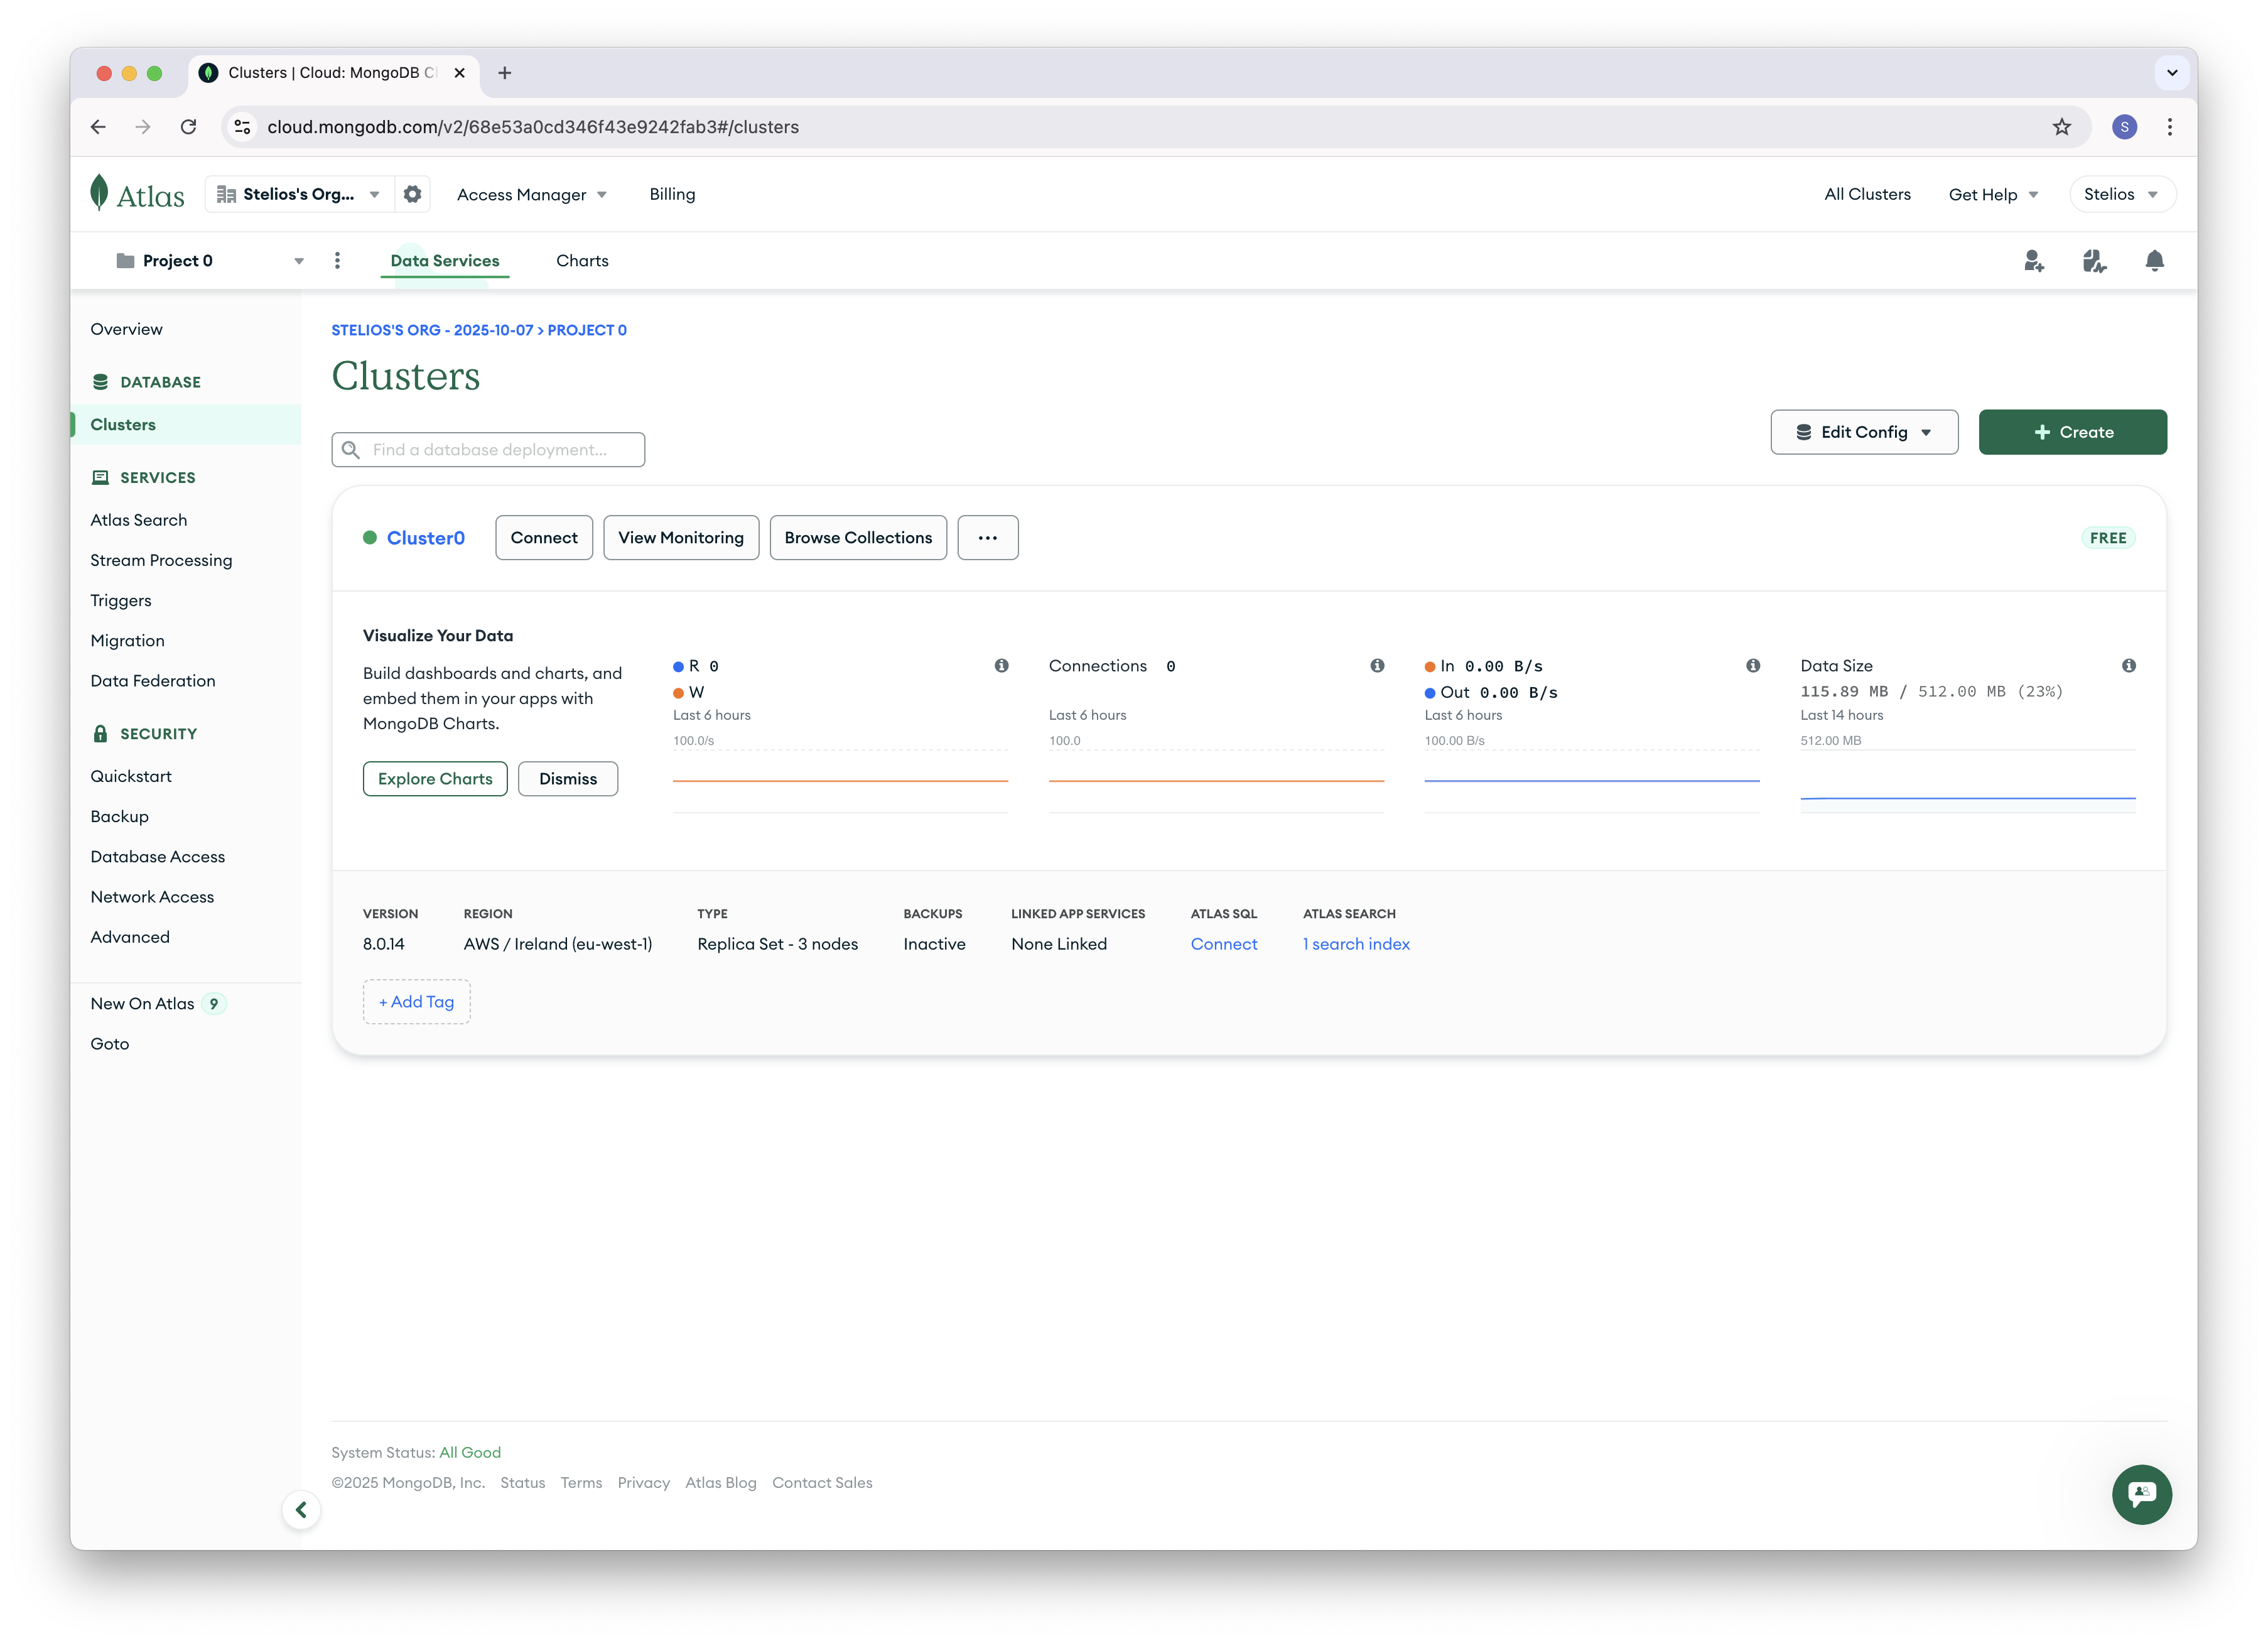 Clusters | Cloud: MongoDB Cl
cloud.mongodb.com/v2/68e53a0cd346f43e9242fab3#/clusters
S
Atlas
Stelios's Org...
Access Manager
Billing
All Clusters
Get Help
Stelios
Project 0
Data Services
Charts
Overview
DATABASE
Clusters
SERVICES
Atlas Search
Stream Processing
Triggers
Migration
Data Federation
SECURITY
Quickstart
Backup
Database Access
Network Access
Advanced
New On Atlas 9
Goto
STELIOS'S ORG - 2025-10-07 > PROJECT 0
Clusters
Find a database deployment...
Edit Config
+ Create
Cluster0
Connect
View Monitoring
Browse Collections
...
FREE
Visualize Your Data
Build dashboards and charts, and
embed them in your apps with
MongoDB Charts.
Explore Charts
Dismiss
R 0
W
Last 6 hours
100.0/s
Connections 0
Last 6 hours
100.0
In 0.00 B/s
Out 0.00 B/s
Last 6 hours
100.00 B/s
Data Size
115.89 MB / 512.00 MB (23%)
Last 14 hours
512.00 MB
VERSION
8.0.14
REGION
AWS / Ireland (eu-west-1)
TYPE
Replica Set - 3 nodes
BACKUPS
Inactive
LINKED APP SERVICES
None Linked
ATLAS SQL
Connect
ATLAS SEARCH
1 search index
+ Add Tag
System Status: All Good
©2025 MongoDB, Inc. Status Terms Privacy Atlas Blog Contact Sales